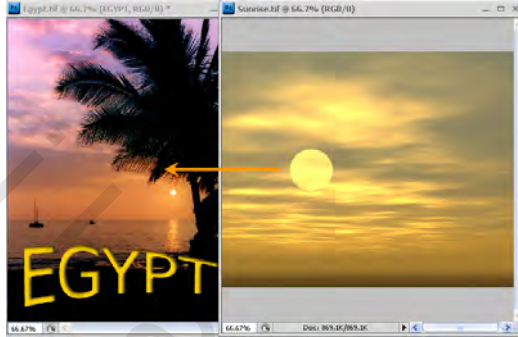 Egypt.tif @ 66.7% (EGYPT, RGB/8) *
Sunrise.tif @ 66.7% (RGB/8)
EGYPT
66.67%
66.67%
Doc: 869.1K/869.1K